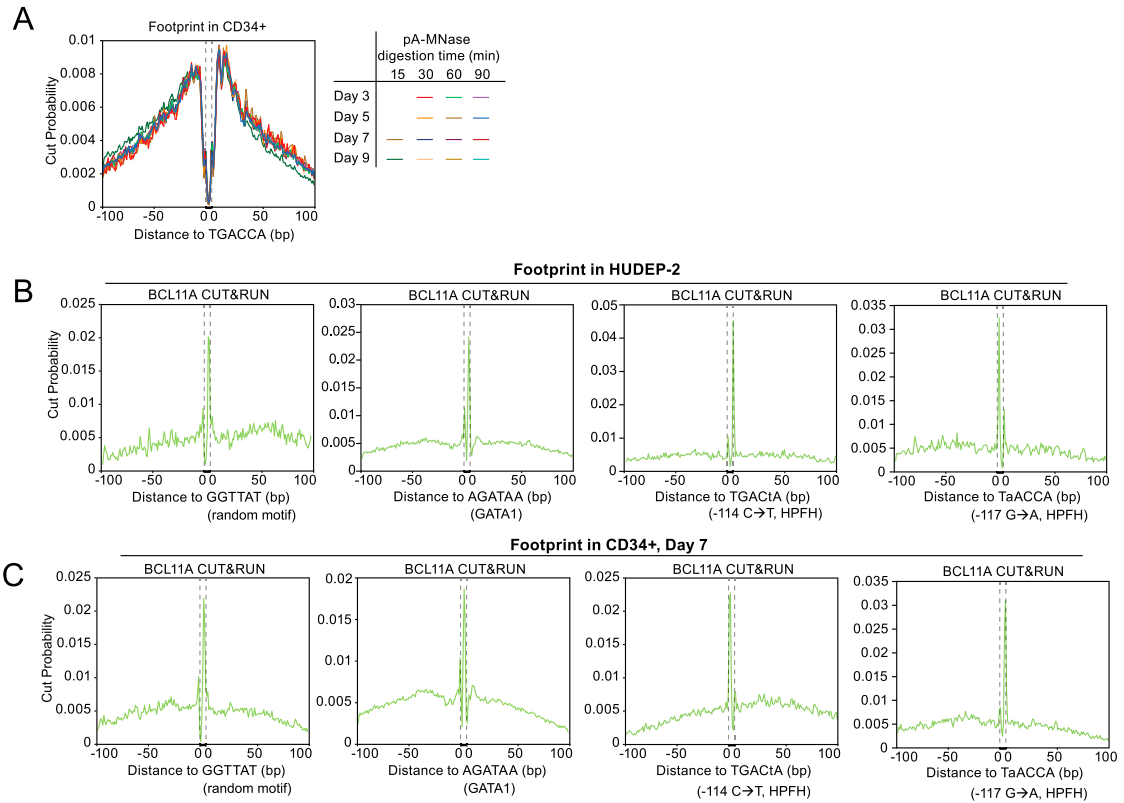 A
Footprint in CD34+
0.01
0.008
0.006
0.004
0.002
0
Cut Probability
-100 -50 0 0 50 100
Distance to TGACCA (bp)
pA-MNase
digestion time (min)
15 30 60 90
Day 3
Day 5
Day 7
Day 9
Footprint in HUDEP-2
B
BCL11A CUT&RUN
0.025
0.02
0.015
0.01
0.005
0
Cut Probability
-100 -50 0 50 100
Distance to GGTTAT (bp)
(random motif)
BCL11A CUT&RUN
0.03
0.025
0.02
0.015
0.01
0.005
0
-100 -50 0 50 100
Distance to AGATAA (bp)
(GATA1)
BCL11A CUT&RUN
0.05
0.04
0.03
0.02
0.01
0
-100 -50 0 50 100
Distance to TGACtA (bp)
(-114 C→T, HPFH)
BCL11A CUT&RUN
0.035
0.03
0.025
0.02
0.015
0.01
0.005
0
-100 -50 0 50 100
Distance to TaACCA (bp)
(-117 G→A, HPFH)
Footprint in CD34+, Day 7
C
BCL11A CUT&RUN
0.025
0.02
0.015
0.01
0.005
0
Cut Probability
-100 -50 0 50 100
Distance to GGTTAT (bp)
(random motif)
BCL11A CUT&RUN
0.02
0.015
0.01
0.005
0
-100 -50 0 50 100
Distance to AGATAA (bp)
(GATA1)
BCL11A CUT&RUN
0.025
0.02
0.015
0.01
0.005
0
-100 -50 0 50 100
Distance to TGACtA (bp)
(-114 C→T, HPFH)
BCL11A CUT&RUN
0.035
0.03
0.025
0.02
0.015
0.01
0.005
0
-100 -50 0 50 100
Distance to TaACCA (bp)
(-117 G→A, HPFH)